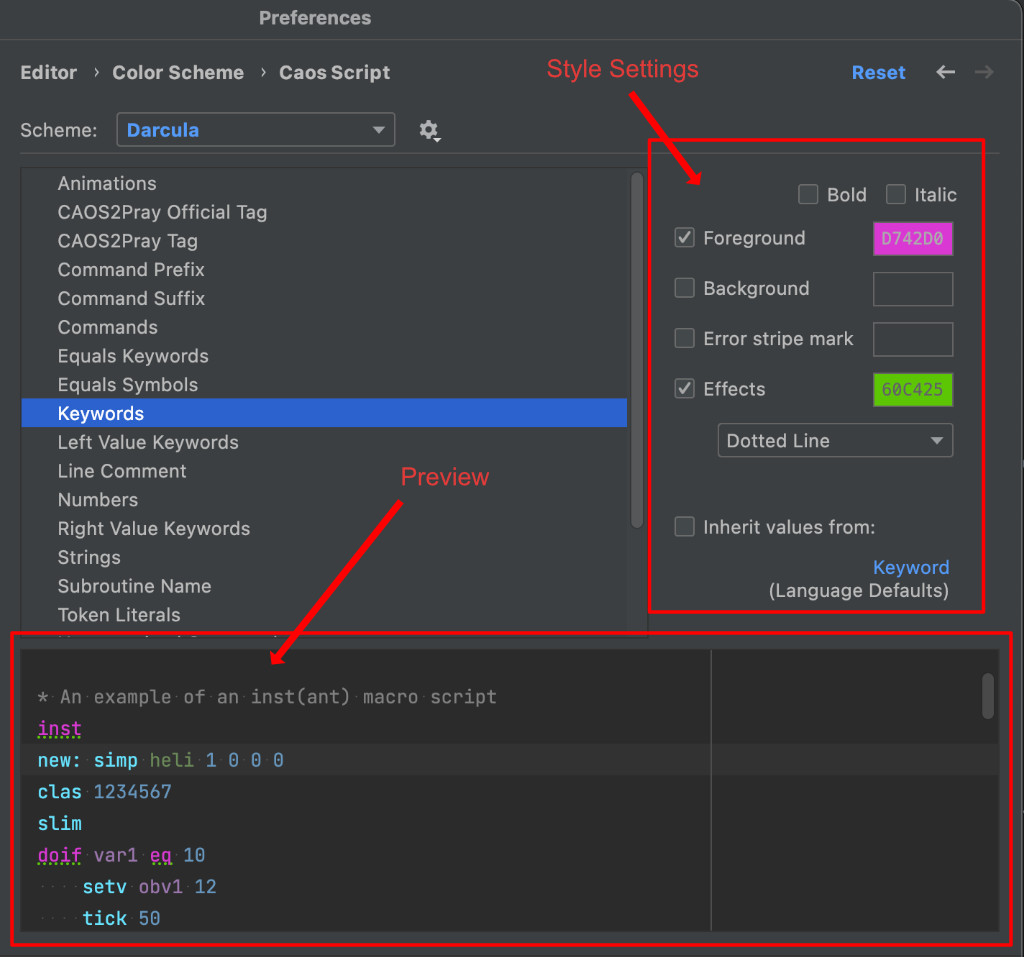 Preferences
Editor › Color Scheme › Caos Script
Style Settings
Reset
Scheme: Darcula
Animations
CAOS2Pray Official Tag
CAOS2Pray Tag
Command Prefix
Command Suffix
Commands
Equals Keywords
Equals Symbols
Keywords
Left Value Keywords
Line Comment
Numbers
Right Value Keywords
Strings
Subroutine Name
Token Literals
Bold Italic
Foreground D742D0
Background
Error stripe mark
Effects 60C425
Dotted Line
Inherit values from:
Keyword
(Language Defaults)
Preview
* An example of an inst(ant) macro script
inst
new: simp heli 1 0 0 0
clas 1234567
slim
doif var1 eq 10
setv obv1 12
tick 50